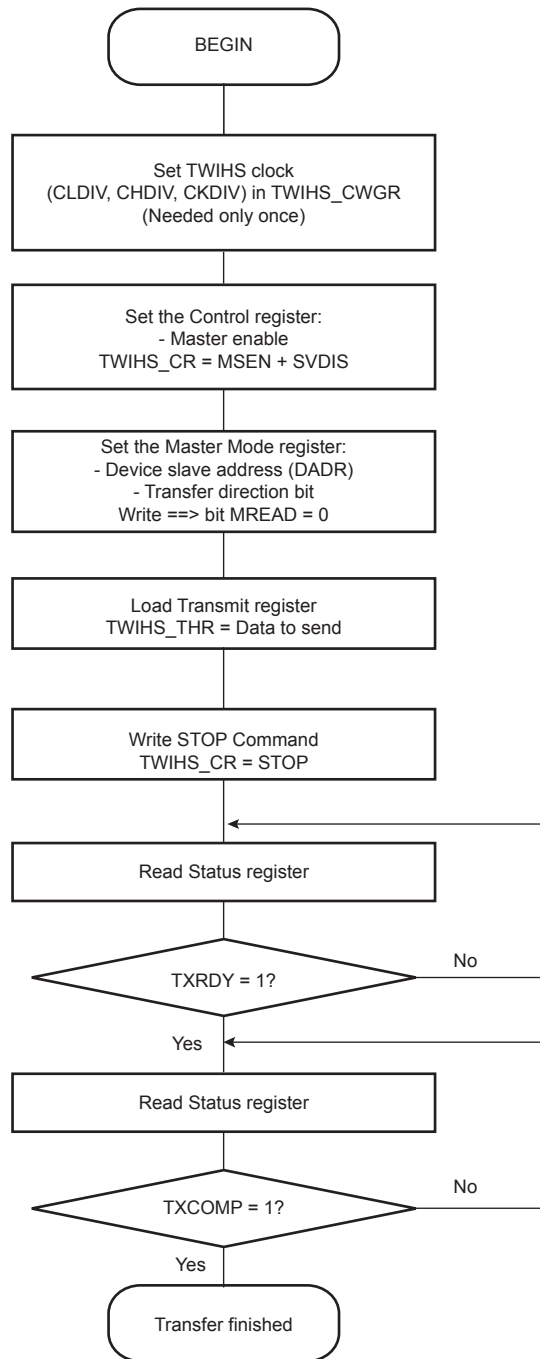 BEGIN
Set TWIHS clock
(CLDIV, CHDIV, CKDIV) in TWIHS_CWGR
(Needed only once)
Set the Control register:
- Master enable
TWIHS_CR = MSEN + SVDIS
Set the Master Mode register:
- Device slave address (DADR)
- Transfer direction bit
Write ==> bit MREAD = 0
Load Transmit register
TWIHS_THR = Data to send
Write STOP Command
TWIHS_CR = STOP
Read Status register
TXRDY = 1?
No
Yes
Read Status register
TXCOMP = 1?
No
Yes
Transfer finished